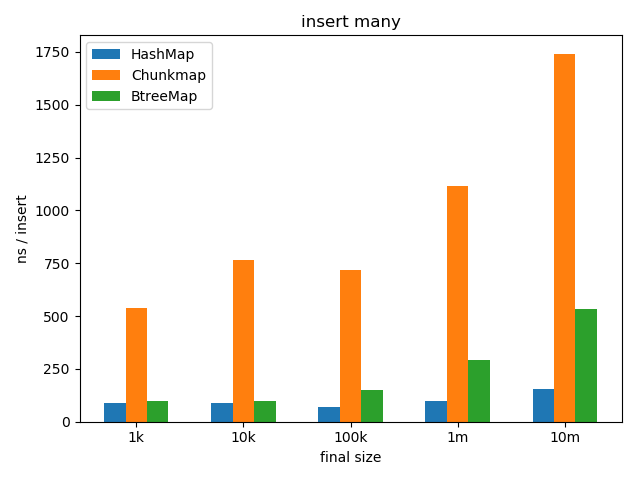 insert many
HashMap
Chunkmap
BtreeMap
ns / insert
1750
1500
1250
1000
750
500
250
0
1k 10k 100k 1m 10m
final size